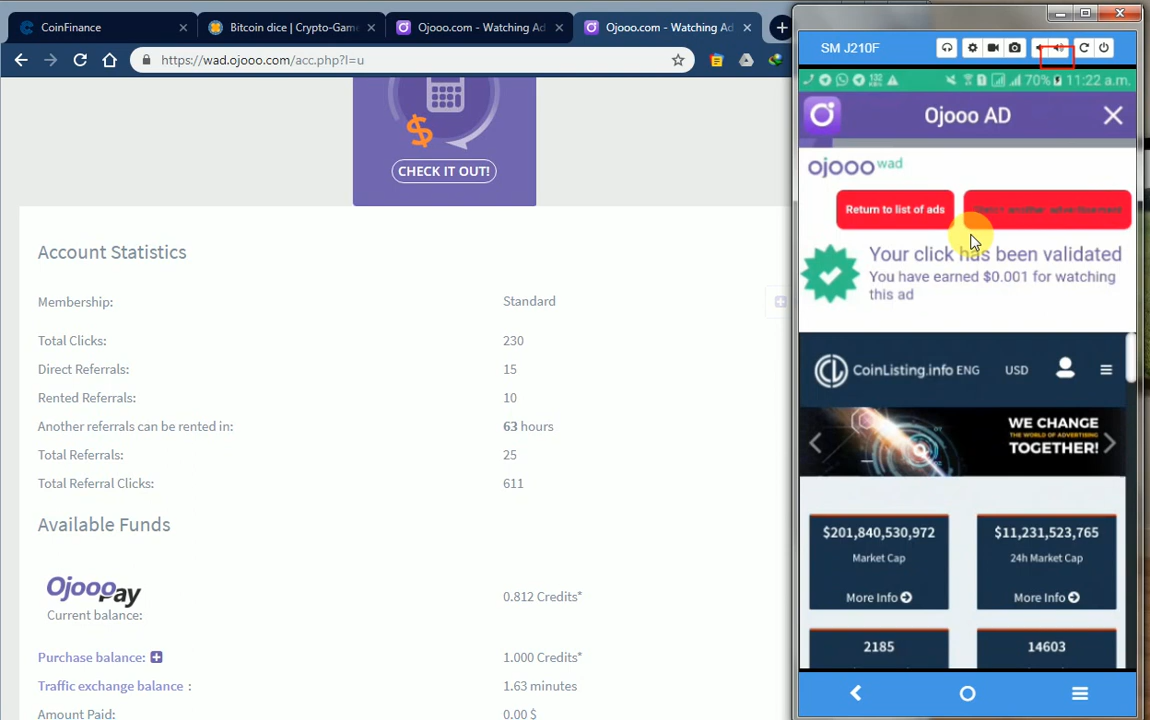 CoinFinance
Bitcoin dice | Crypto-Game
Ojooo.com - Watching Ad
Ojooo.com - Watching Ad
https://wad.ojooo.com/acc.php?l=u
CHECK IT OUT!
Account Statistics
Membership: Standard
Total Clicks: 230
Direct Referrals: 15
Rented Referrals: 10
Another referrals can be rented in: 63 hours
Total Referrals: 25
Total Referral Clicks: 611
Available Funds
OjoooPay
Current balance: 0.812 Credits*
Purchase balance: 1.000 Credits*
Traffic exchange balance : 1.63 minutes
Amount Paid: 0.00 $
SM J210F
70% 11:22 a.m.
Ojooo AD
ojooo wad
Return to list of ads
another advertisement
Your click has been validated
You have earned $0.001 for watching
this ad
CoinListing.info ENG USD
WE CHANGE
THE WORLD OF ADVERTISING
TOGETHER!
$201,840,530,972
Market Cap
More Info
$11,231,523,765
24h Market Cap
More Info
2185
14603